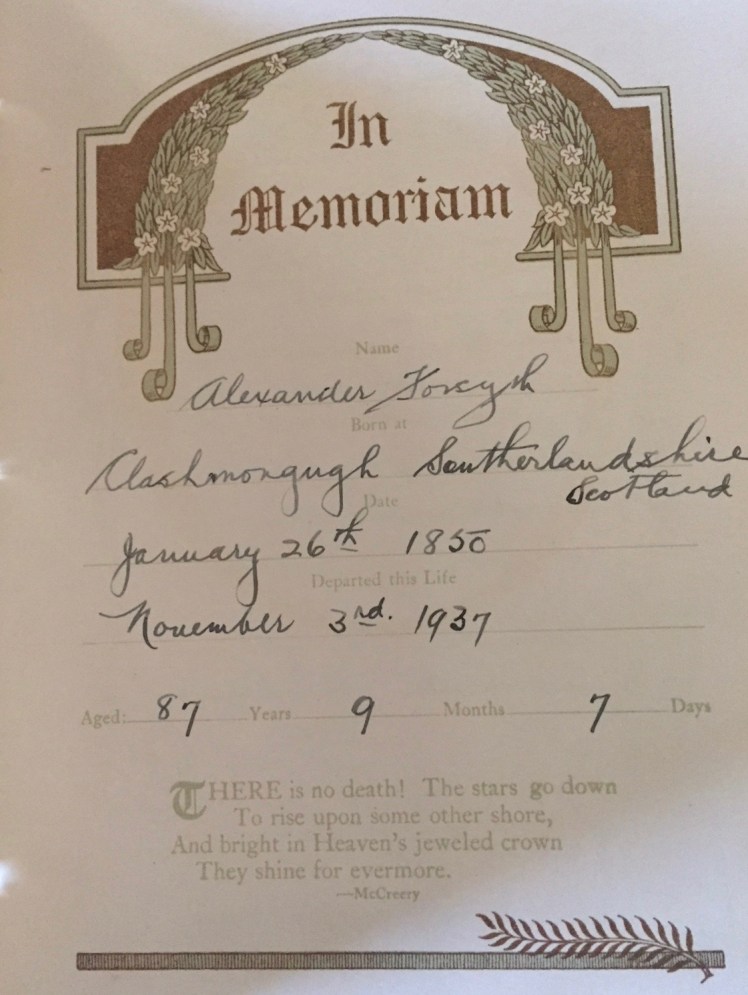 In
Memoriam
Name
Alexander Forsyth
Born at
Clashmongugh Southerlandshire
Scotland
Date
January 26th 1850
Departed this Life
November 3rd. 1937
Aged: 87 Years 9 Months 7 Days
THERE is no death! The stars go down
To rise upon some other shore,
And bright in Heaven's jeweled crown
They shine for evermore.
—McCreery